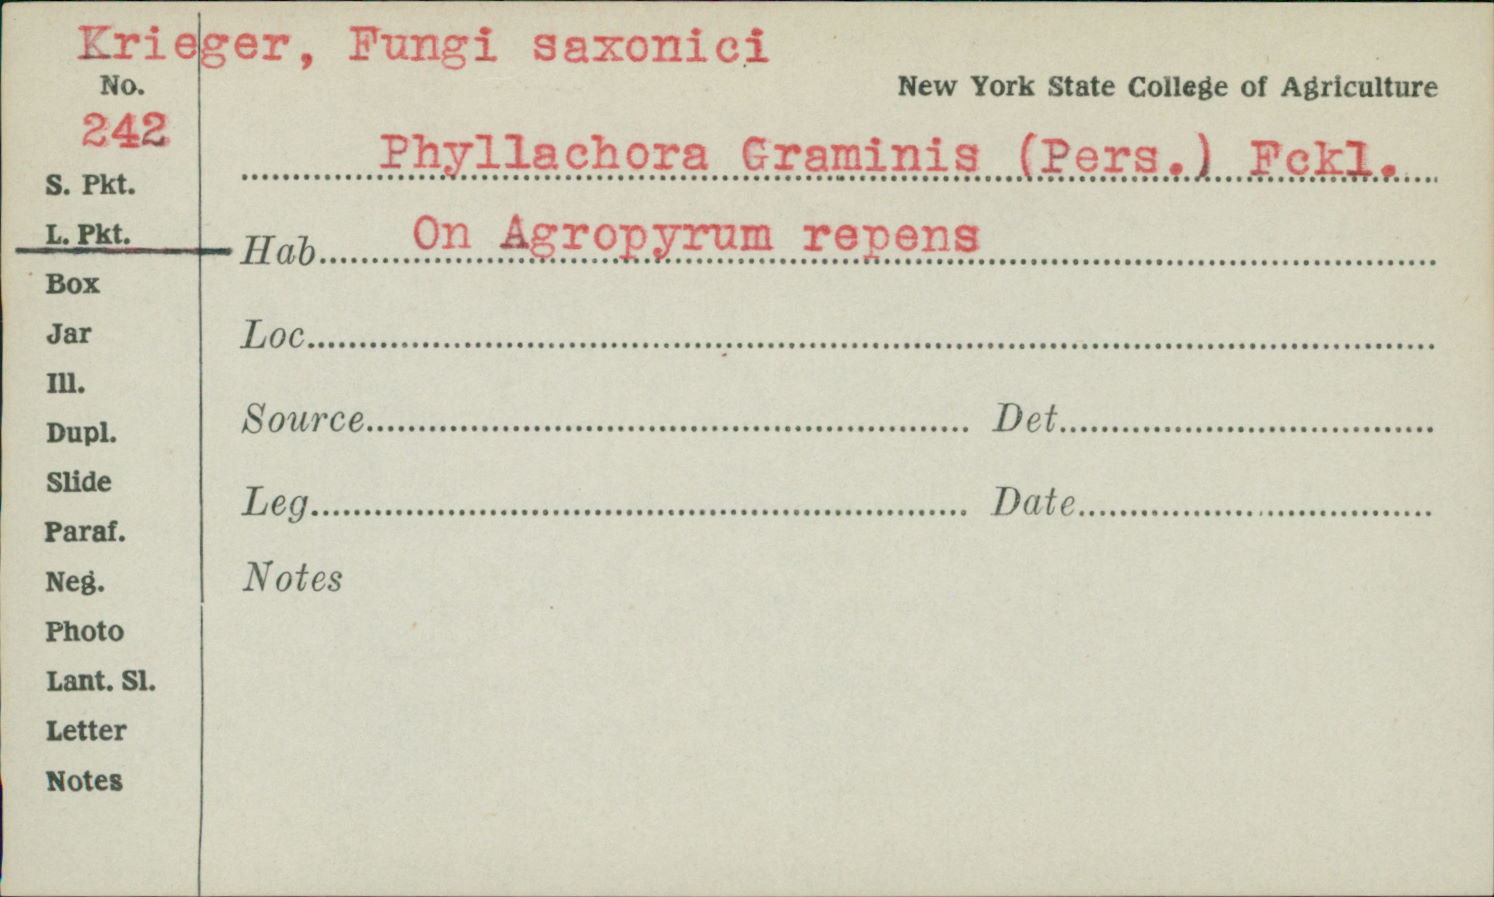 Krieger, Fungi saxonici
No.
New York State College of Agriculture
242
Phyllachora Graminis (Pers.) Fckl.
S. Pkt.
L. Pkt.
Hab. On Agropyrum repens
Box
Jar
Loc.
Ill.
Source Det.
Dupl.
Slide
Leg. Date
Paraf.
Neg.
Notes
Photo
Lant. Sl.
Letter
Notes